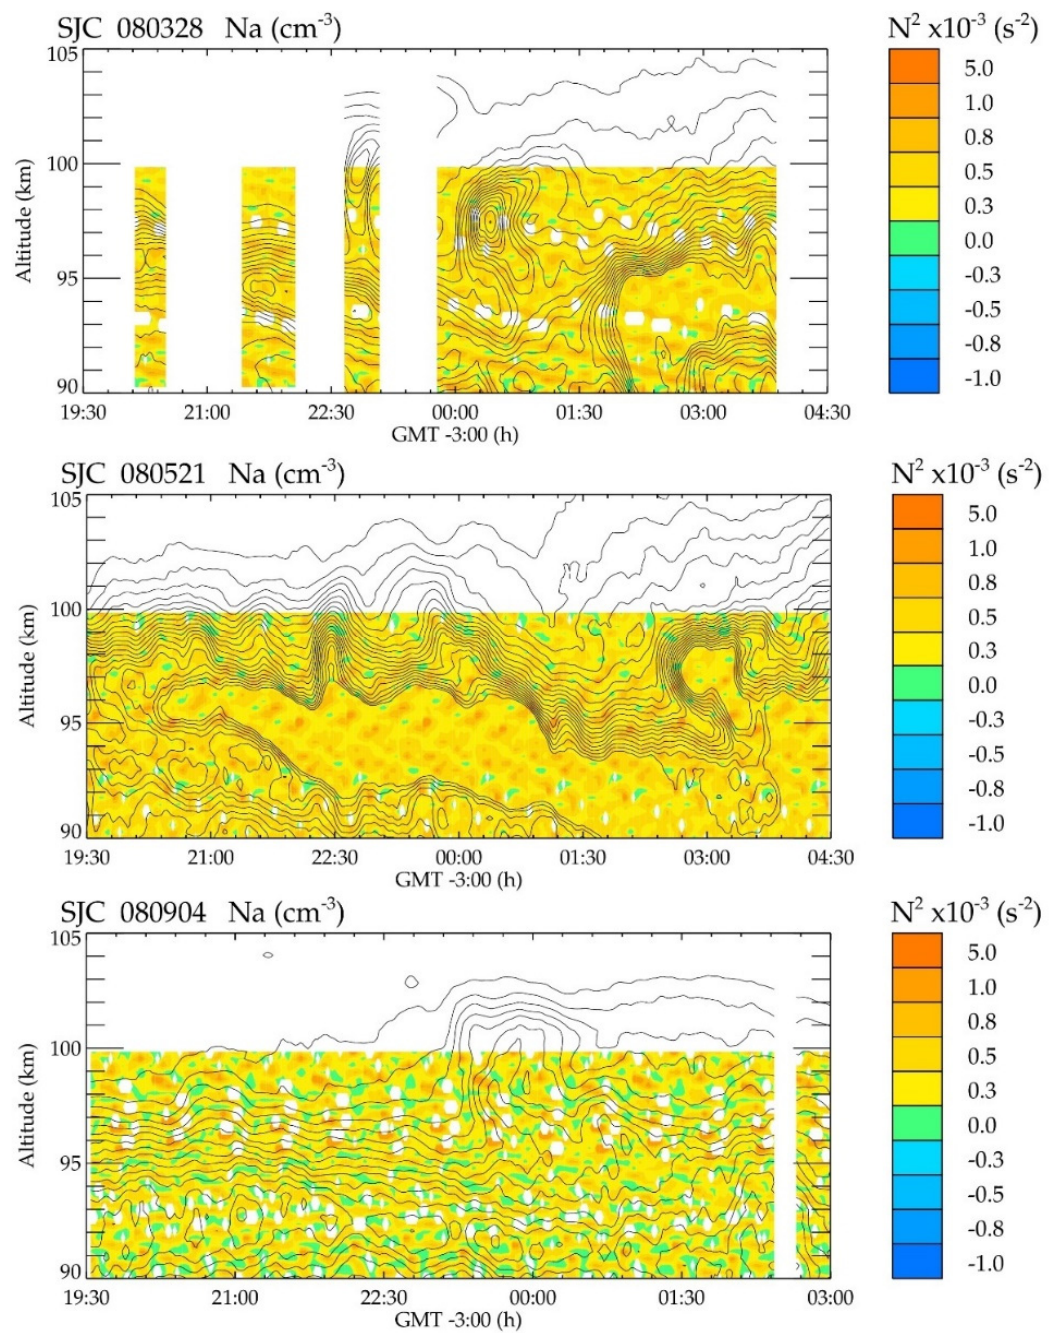 SJC 080328 Na (cm-3)
N2 x10-3 (s-2)
105
100
95
90
Altitude (km)
19:30 21:00 22:30 00:00 01:30 03:00 04:30
GMT -3:00 (h)
5.0
1.0
0.8
0.5
0.3
0.0
-0.3
-0.5
-0.8
-1.0
SJC 080521 Na (cm-3)
N2 x10-3 (s-2)
105
100
95
90
Altitude (km)
19:30 21:00 22:30 00:00 01:30 03:00 04:30
GMT -3:00 (h)
5.0
1.0
0.8
0.5
0.3
0.0
-0.3
-0.5
-0.8
-1.0
SJC 080904 Na (cm-3)
N2 x10-3 (s-2)
105
100
95
90
Altitude (km)
19:30 21:00 22:30 00:00 01:30 03:00
GMT -3:00 (h)
5.0
1.0
0.8
0.5
0.3
0.0
-0.3
-0.5
-0.8
-1.0